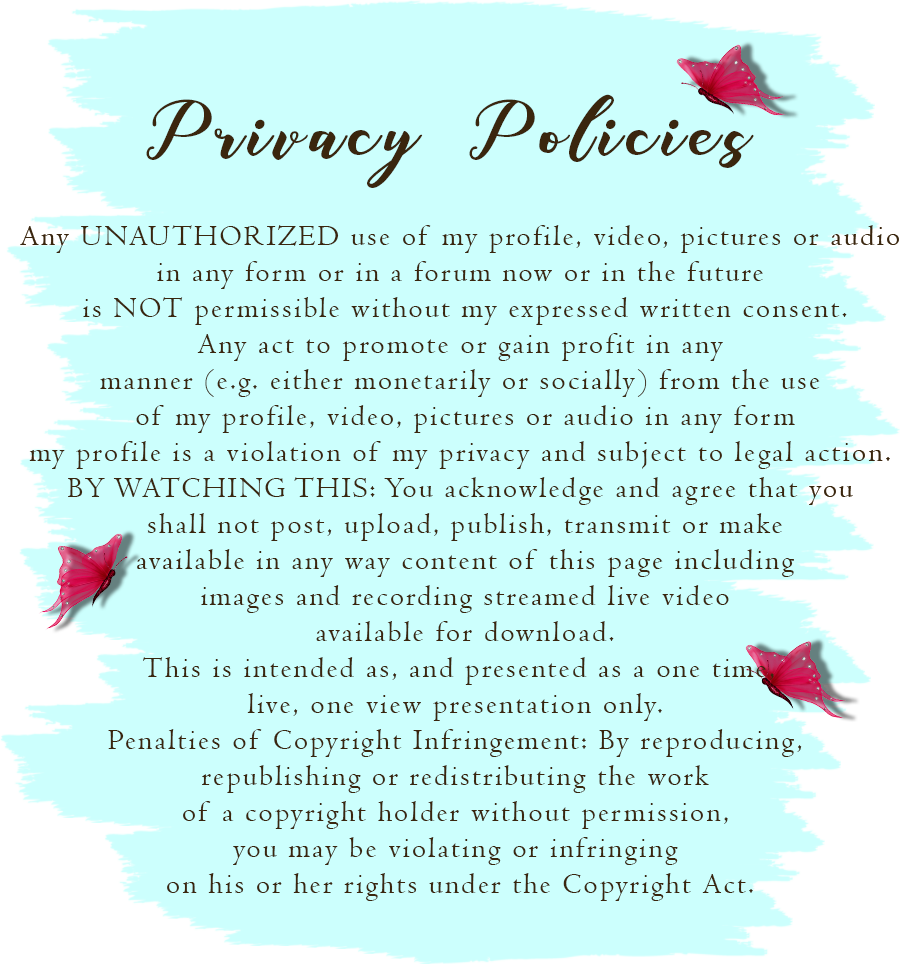 Privacy Policies
Any UNAUTHORIZED use of my profile, video, pictures or audio
in any form or in a forum now or in the future
is NOT permissible without my expressed written consent.
Any act to promote or gain profit in any
manner (e.g. either monetarily or socially) from the use
of my profile, video, pictures or audio in any form
my profile is a violation of my privacy and subject to legal action.
BY WATCHING THIS: You acknowledge and agree that you
shall not post, upload, publish, transmit or make
available in any way content of this page including
images and recording streamed live video
available for download.
This is intended as, and presented as a one time,
live, one view presentation only.
Penalties of Copyright Infringement: By reproducing,
republishing or redistributing the work
of a copyright holder without permission,
you may be violating or infringing
on his or her rights under the Copyright Act.